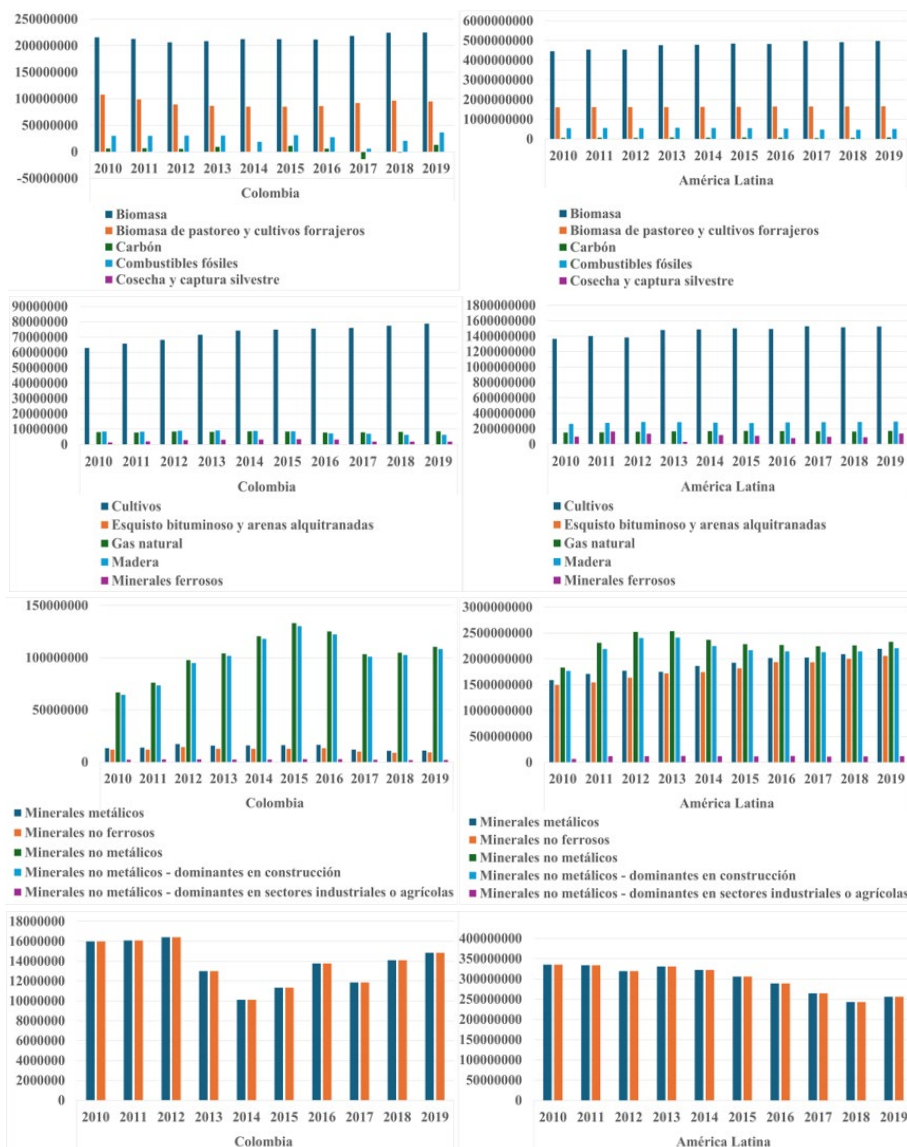 250000000
200000000
150000000
100000000
50000000
0
-50000000
2010 2011 2012 2013 2014 2015 2016 2017 2018 2019
Colombia
Biomasa
Biomasa de pastoreo y cultivos forrajeros
Carbón
Combustibles fósiles
Cosecha y captura silvestre
6000000000
5000000000
4000000000
3000000000
2000000000
1000000000
0
2010 2011 2012 2013 2014 2015 2016 2017 2018 2019
América Latina
Biomasa
Biomasa de pastoreo y cultivos forrajeros
Carbón
Combustibles fósiles
Cosecha y captura silvestre
90000000
80000000
70000000
60000000
50000000
40000000
30000000
20000000
10000000
0
2010 2011 2012 2013 2014 2015 2016 2017 2018 2019
Colombia
Cultivos
Esquisto bituminoso y arenas alquitranadas
Gas natural
Madera
Minerales ferrosos
1800000000
1600000000
1400000000
1200000000
1000000000
800000000
600000000
400000000
200000000
0
2010 2011 2012 2013 2014 2015 2016 2017 2018 2019
América Latina
Cultivos
Esquisto bituminoso y arenas alquitranadas
Gas natural
Madera
Minerales ferrosos
150000000
100000000
50000000
0
2010 2011 2012 2013 2014 2015 2016 2017 2018 2019
Colombia
Minerales metálicos
Minerales no ferrosos
Minerales no metálicos
Minerales no metálicos - dominantes en construcción
Minerales no metálicos - dominantes en sectores industriales o agrícolas
3000000000
2500000000
2000000000
1500000000
1000000000
500000000
0
2010 2011 2012 2013 2014 2015 2016 2017 2018 2019
América Latina
Minerales metálicos
Minerales no ferrosos
Minerales no metálicos
Minerales no metálicos - dominantes en construcción
Minerales no metálicos - dominantes en sectores industriales o agrícolas
18000000
16000000
14000000
12000000
10000000
8000000
6000000
4000000
2000000
0
2010 2011 2012 2013 2014 2015 2016 2017 2018 2019
Colombia
400000000
350000000
300000000
250000000
200000000
150000000
100000000
50000000
0
2010 2011 2012 2013 2014 2015 2016 2017 2018 2019
América Latina